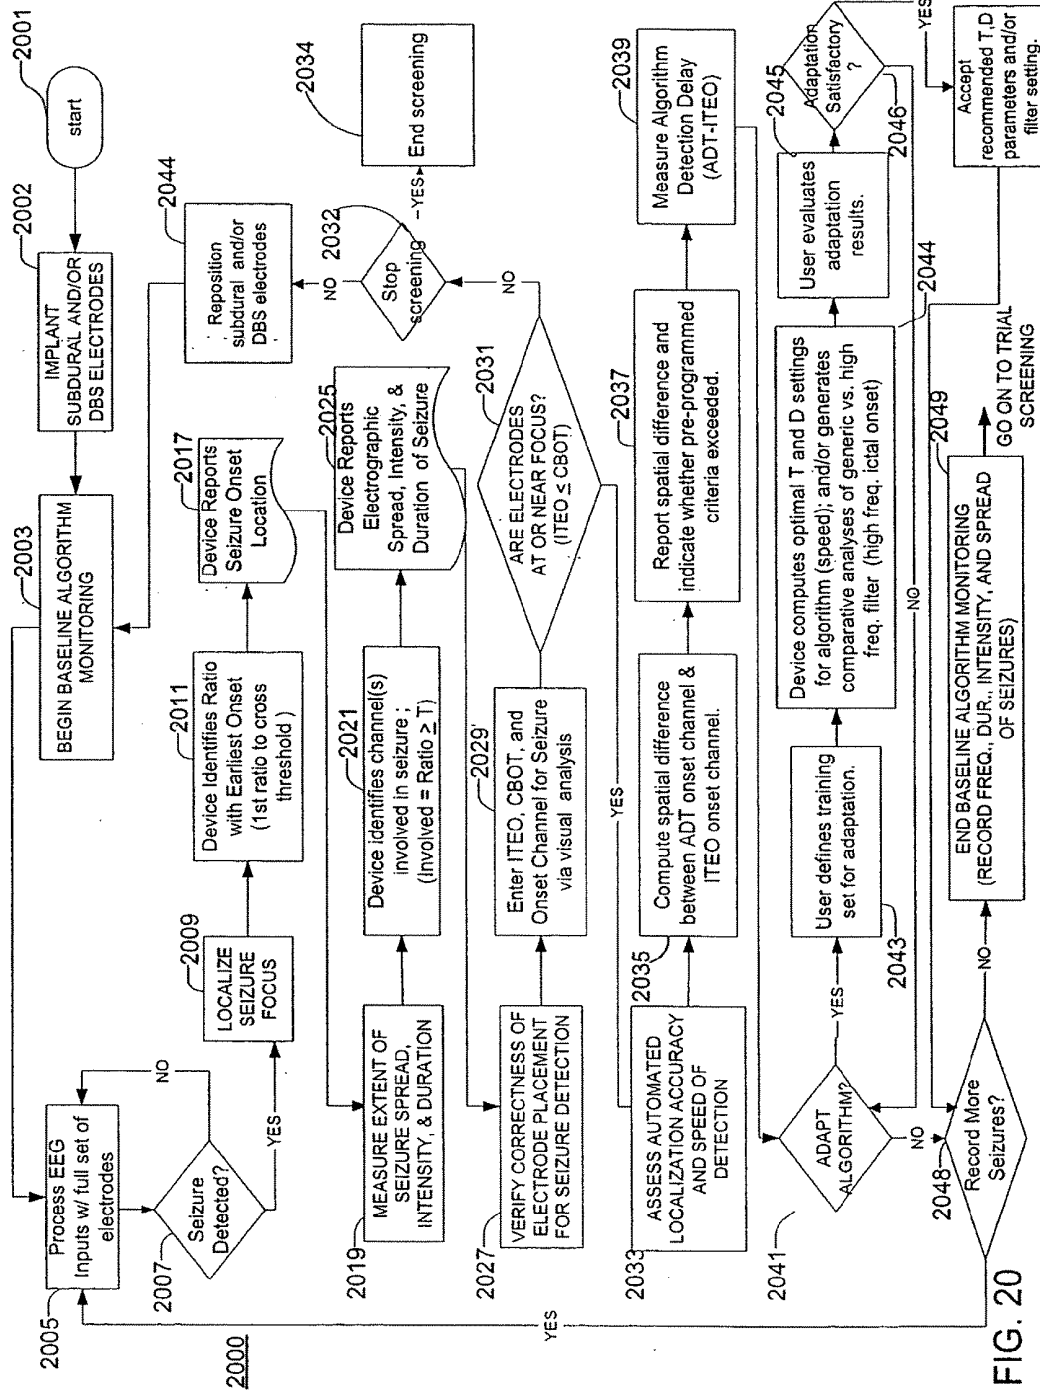 2001
start
2002
IMPLANT
SUBDURAL AND/OR
DBS ELECTRODES
2003
BEGIN BASELINE ALGORITHM
MONITORING
2005
Process EEG
Inputs w/ full set of
electrodes
2007
Seizure
Detected?
NO
YES
2000
2009
LOCALIZE
SEIZURE
FOCUS
2011
Device Identifies Ratio
with Earliest Onset
(1st ratio to cross
threshold )
2017
Device Reports
Seizure Onset
Location
2044
Reposition
subdural and/or
DBS electrodes
2034
End screening
2032
Stop
screening
YES
NO
NO
2019
MEASURE EXTENT OF
SEIZURE SPREAD,
INTENSITY, & DURATION
2021
Device identifies channel(s)
involved in seizure ;
(Involved = Ratio ≥ T)
2025
Device Reports
Electrographic
Spread, Intensity, &
Duration of Seizure
2027
VERIFY CORRECTNESS OF
ELECTRODE PLACEMENT
FOR SEIZURE DETECTION
2029
Enter ITEO, CBOT, and
Onset Channel for Seizure
via visual analysis
2031
ARE ELECTRODES
AT OR NEAR FOCUS?
(ITEO ≤ CBOT)
YES
2033
ASSESS AUTOMATED
LOCALIZATION ACCURACY
AND SPEED OF
DETECTION
2035
Compute spatial difference
between ADT onset channel &
ITEO onset channel.
2037
Report spatial difference and
indicate whether pre-programmed
criteria exceeded.
2039
Measure Algorithm
Detection Delay
(ADT-ITEO)
2041
ADAPT
ALGORITHM?
YES
NO
2043
User defines training
set for adaptation.
2044
Device computes optimal T and D settings
for algorithm (speed); and/or generates
comparative analyses of generic vs. high
freq. filter (high freq. ictal onset)
2045
User evaluates
adaptation
results.
2046
Adaptation
Satisfactory
?
YES
NO
Accept
recommended T,D
parameters and/or
filter setting.
2048
Record More
Seizures?
YES
NO
2049
END BASELINE ALGORITHM MONITORING
(RECORD FREQ., DUR., INTENSITY, AND SPREAD
OF SEIZURES)
GO ON TO TRIAL
SCREENING
FIG. 20